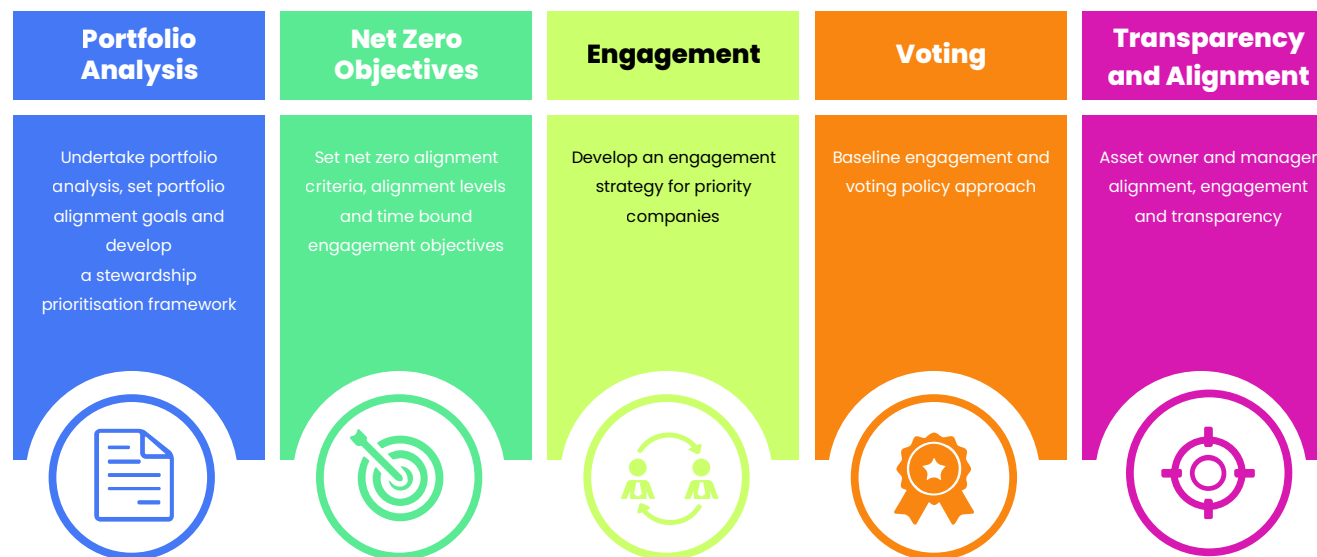 Portfolio
Analysis
Undertake portfolio
analysis, set portfolio
alignment goals and
develop
a stewardship
prioritisation framework
Net Zero
Objectives
Set net zero alignment
criteria, alignment levels
and time bound
engagement objectives
Engagement
Develop an engagement
strategy for priority
companies
Voting
Baseline engagement and
voting policy approach
Transparency
and Alignment
Asset owner and manager
alignment, engagement
and transparency